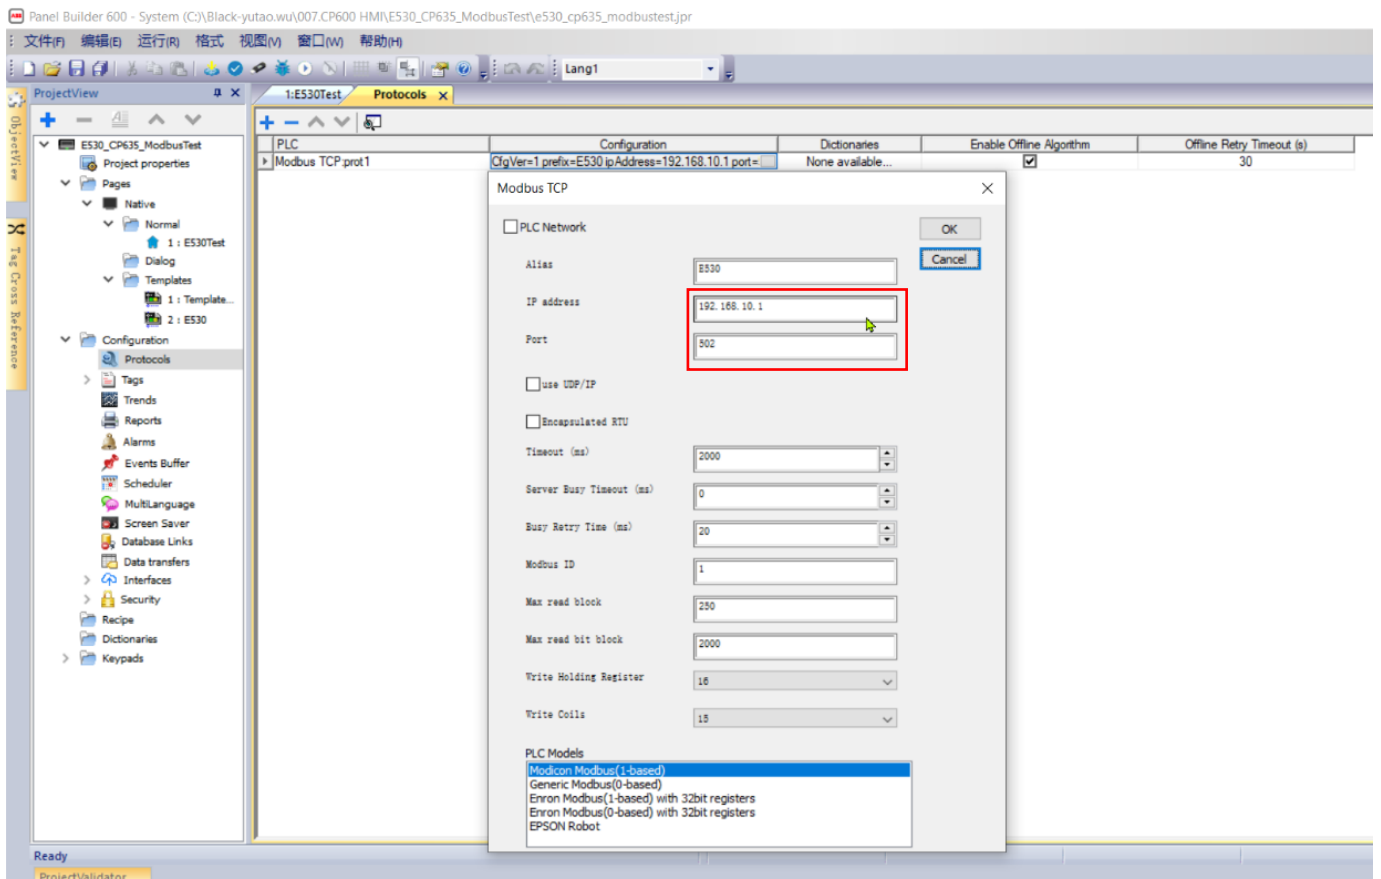 ABB Panel Builder 600 - System (C:)\Black-yutao.wu\007.CP600 HMI\E530_CP635_ModbusTest\e530_cp635_modbustest.jpr
文件(F) 编辑(E) 运行(R) 格式 视图(V) 窗口(W) 帮助(H)
Lang1
ObjectView
Tag Cross Reference
ProjectView
E530_CP635_ModbusTest
Project properties
Pages
Native
Normal
1 : E530Test
Dialog
Templates
1 : Template...
2 : E530
Configuration
Protocols
Tags
Trends
Reports
Alarms
Events Buffer
Scheduler
MultiLanguage
Screen Saver
Database Links
Data transfers
Interfaces
Security
Recipe
Dictionaries
Keypads
1:E530Test Protocols
PLC Configuration Dictionaries Enable Offline Algorithm Offline Retry Timeout (s)
Modbus TCP:prot1 CfgVer=1 prefix=E530 ipAddress=192.168.10.1 port= None available... 30
Modbus TCP
PLC Network
OK
Cancel
Alias E530
IP address 192.168.10.1
Port 502
use UDP/IP
Encapsulated RTU
Timeout (ms) 2000
Server Busy Timeout (ms) 0
Busy Retry Time (ms) 20
Modbus ID 1
Max read block 250
Max read bit block 2000
Write Holding Register 16
Write Coils 15
PLC Models
Modicon Modbus(1-based)
Generic Modbus(0-based)
Enron Modbus(1-based) with 32bit registers
Enron Modbus(0-based) with 32bit registers
EPSON Robot
Ready
ProjectValidator